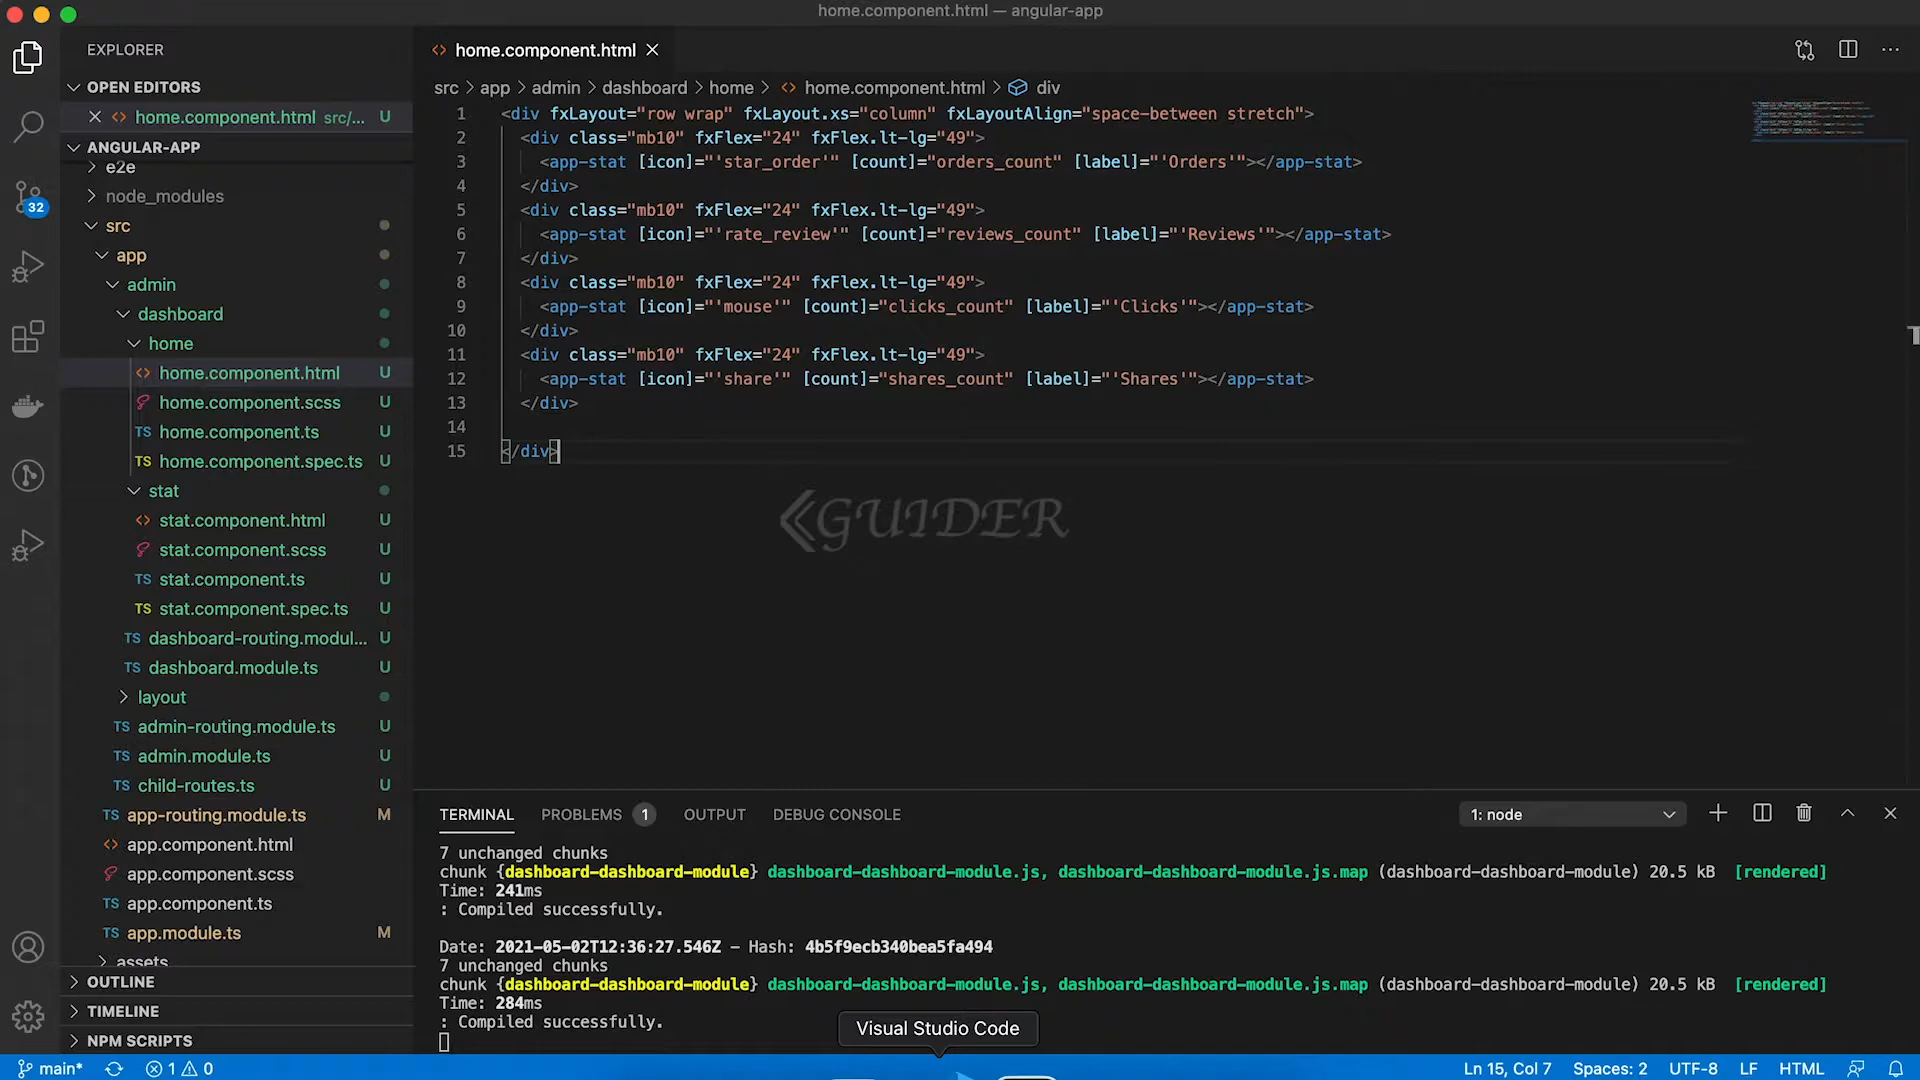 home.component.html — angular-app
EXPLORER
OPEN EDITORS
home.component.html src/... U
ANGULAR-APP
e2e
node_modules
src
app
admin
dashboard
home
home.component.html U
home.component.scss U
TS home.component.ts U
TS home.component.spec.ts U
stat
stat.component.html U
stat.component.scss U
TS stat.component.ts U
TS stat.component.spec.ts U
TS dashboard-routing.modul... U
TS dashboard.module.ts U
layout
TS admin-routing.module.ts U
TS admin.module.ts U
TS child-routes.ts U
TS app-routing.module.ts M
app.component.html
app.component.scss
TS app.component.ts
TS app.module.ts M
assets
OUTLINE
TIMELINE
NPM SCRIPTS
32
home.component.html
src > app > admin > dashboard > home > home.component.html > div
1 <div fxLayout="row wrap" fxLayout.xs="column" fxLayoutAlign="space-between stretch">
2 <div class="mb10" fxFlex="24" fxFlex.lt-lg="49">
3 <app-stat [icon]="'star_order'" [count]="orders_count" [label]="'Orders'"></app-stat>
4 </div>
5 <div class="mb10" fxFlex="24" fxFlex.lt-lg="49">
6 <app-stat [icon]="'rate_review'" [count]="reviews_count" [label]="'Reviews'"></app-stat>
7 </div>
8 <div class="mb10" fxFlex="24" fxFlex.lt-lg="49">
9 <app-stat [icon]="'mouse'" [count]="clicks_count" [label]="'Clicks'"></app-stat>
10 </div>
11 <div class="mb10" fxFlex="24" fxFlex.lt-lg="49">
12 <app-stat [icon]="'share'" [count]="shares_count" [label]="'Shares'"></app-stat>
13 </div>
14
15 </div>
GUIDER
TERMINAL PROBLEMS 1 OUTPUT DEBUG CONSOLE 1: node
7 unchanged chunks
chunk {dashboard-dashboard-module} dashboard-dashboard-module.js, dashboard-dashboard-module.js.map (dashboard-dashboard-module) 20.5 kB [rendered]
Time: 241ms
: Compiled successfully.
Date: 2021-05-02T12:36:27.546Z – Hash: 4b5f9ecb340bea5fa494
7 unchanged chunks
chunk {dashboard-dashboard-module} dashboard-dashboard-module.js, dashboard-dashboard-module.js.map (dashboard-dashboard-module) 20.5 kB [rendered]
Time: 284ms
: Compiled successfully.
Visual Studio Code
main* 1 0 Ln 15, Col 7 Spaces: 2 UTF-8 LF HTML